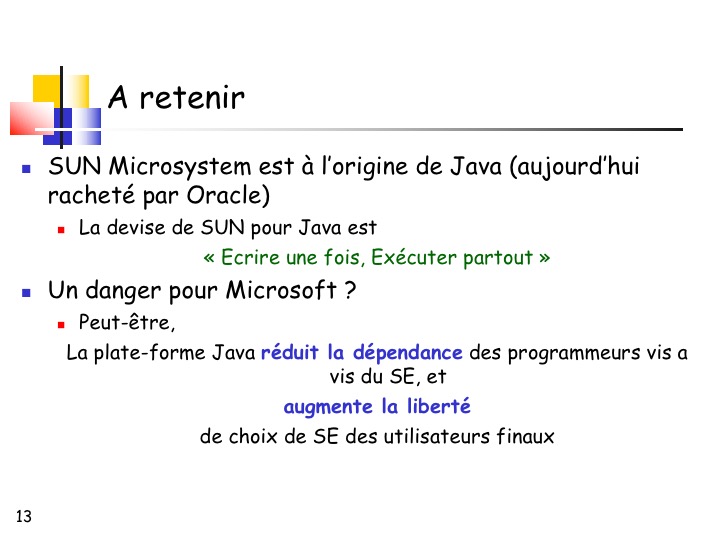 A retenir
SUN Microsystem est à l’origine de Java (aujourd’hui
racheté par Oracle)
La devise de SUN pour Java est
« Ecrire une fois, Exécuter partout »
Un danger pour Microsoft ?
Peut-être,
La plate-forme Java réduit la dépendance des programmeurs vis a
vis du SE, et
augmente la liberté
de choix de SE des utilisateurs finaux
13